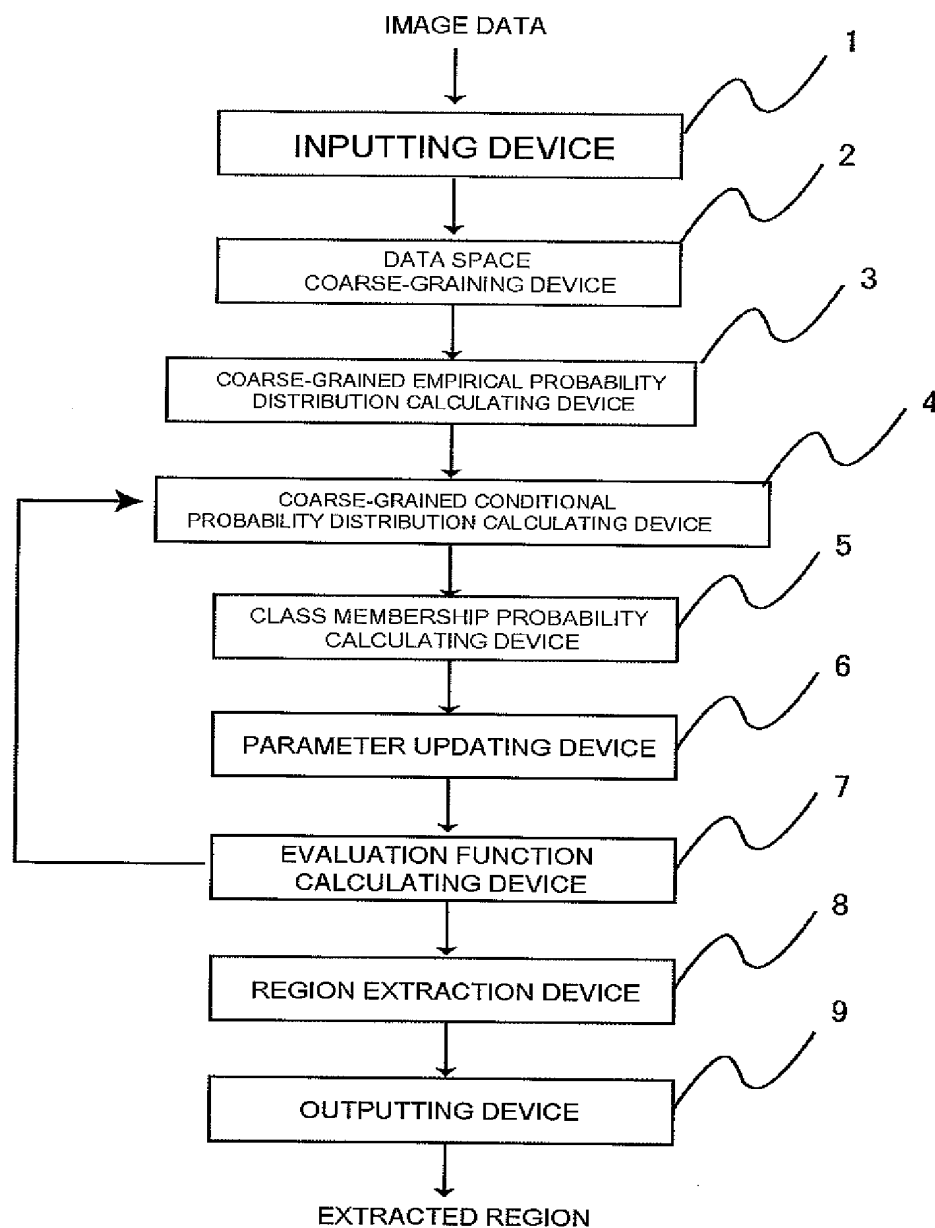 IMAGE DATA
1
INPUTTING DEVICE
2
DATA SPACE
COARSE-GRAINING DEVICE
3
COARSE-GRAINED EMPIRICAL PROBABILITY
DISTRIBUTION CALCULATING DEVICE
4
COARSE-GRAINED CONDITIONAL
PROBABILITY DISTRIBUTION CALCULATING DEVICE
5
CLASS MEMBERSHIP PROBABILITY
CALCULATING DEVICE
6
PARAMETER UPDATING DEVICE
7
EVALUATION FUNCTION
CALCULATING DEVICE
8
REGION EXTRACTION DEVICE
9
OUTPUTTING DEVICE
EXTRACTED REGION